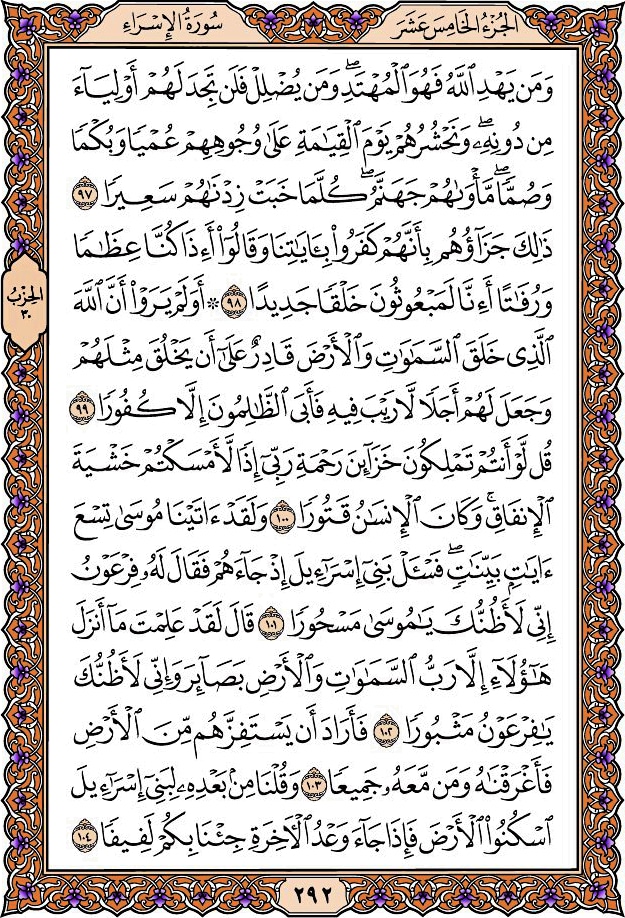 الجُزْءُ الخَامِسَ عَشَرَ
سُورَةُ الإِسْرَاءِ
وَمَن يَهْدِ ٱللَّهُ فَهُوَ ٱلْمُهْتَدِۖ وَمَن يُضْلِلْ فَلَن تَجِدَ لَهُمْ أَوْلِيَآءَ
مِن دُونِهِۦۖ وَنَحْشُرُهُمْ يَوْمَ ٱلْقِيَٰمَةِ عَلَىٰ وُجُوهِهِمْ عُمْيًا وَبُكْمًا
وَصُمًّاۖ مَّأْوَىٰهُمْ جَهَنَّمُۖ كُلَّمَا خَبَتْ زِدْنَٰهُمْ سَعِيرًا ٩٧
ذَٰلِكَ جَزَآؤُهُم بِأَنَّهُمْ كَفَرُوا۟ بِـَٔايَٰتِنَا وَقَالُوٓا۟ أَءِذَا كُنَّا عِظَٰمًا
وَرُفَٰتًا أَءِنَّا لَمَبْعُوثُونَ خَلْقًا جَدِيدًا ٩٨ ۞ أَوَلَمْ يَرَوْا۟ أَنَّ ٱللَّهَ
ٱلَّذِى خَلَقَ ٱلسَّمَٰوَٰتِ وَٱلْأَرْضَ قَادِرٌ عَلَىٰٓ أَن يَخْلُقَ مِثْلَهُمْ
وَجَعَلَ لَهُمْ أَجَلًا لَّا رَيْبَ فِيهِ فَأَبَى ٱلظَّٰلِمُونَ إِلَّا كُفُورًا ٩٩
قُل لَّوْ أَنتُمْ تَمْلِكُونَ خَزَآئِنَ رَحْمَةِ رَبِّىٓ إِذًا لَّأَمْسَكْتُمْ خَشْيَةَ
ٱلْإِنفَاقِۚ وَكَانَ ٱلْإِنسَٰنُ قَتُورًا ١٠٠ وَلَقَدْ ءَاتَيْنَا مُوسَىٰ تِسْعَ
ءَايَٰتٍۭ بَيِّنَٰتٍۖ فَسْـَٔلْ بَنِىٓ إِسْرَٰٓءِيلَ إِذْ جَآءَهُمْ فَقَالَ لَهُۥ فِرْعَوْنُ
إِنِّى لَأَظُنُّكَ يَٰمُوسَىٰ مَسْحُورًا ١٠١ قَالَ لَقَدْ عَلِمْتَ مَآ أَنزَلَ
هَٰٓؤُلَآءِ إِلَّا رَبُّ ٱلسَّمَٰوَٰتِ وَٱلْأَرْضِ بَصَآئِرَ وَإِنِّى لَأَظُنُّكَ
يَٰفِرْعَوْنُ مَثْبُورًا ١٠٢ فَأَرَادَ أَن يَسْتَفِزَّهُم مِّنَ ٱلْأَرْضِ
فَأَغْرَقْنَٰهُ وَمَن مَّعَهُۥ جَمِيعًا ١٠٣ وَقُلْنَا مِنۢ بَعْدِهِۦ لِبَنِىٓ إِسْرَٰٓءِيلَ
ٱسْكُنُوا۟ ٱلْأَرْضَ فَإِذَا جَآءَ وَعْدُ ٱلْءَاخِرَةِ جِئْنَا بِكُمْ لَفِيفًا ١٠٤
الحِزْبُ
٣٠
٢٩٢